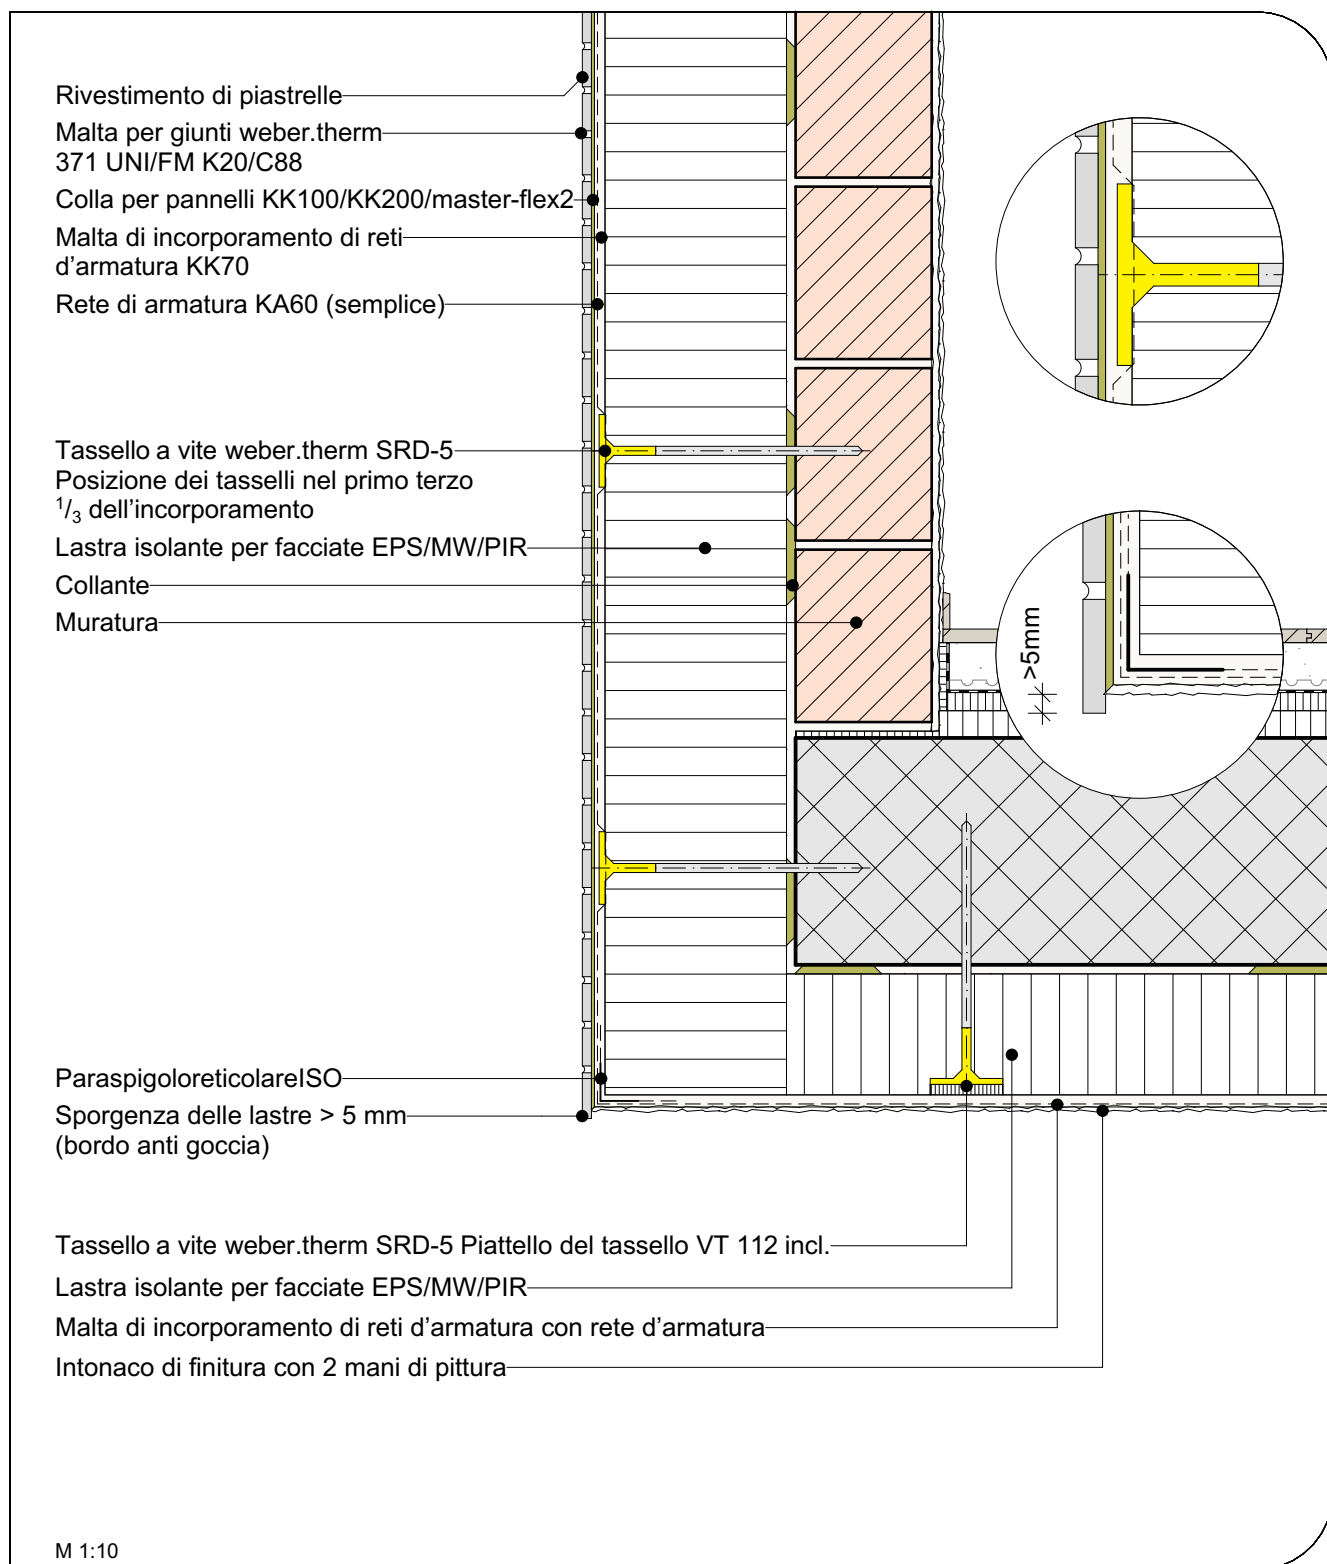 Rivestimento di piastrelle
Malta per giunti weber.therm
371 UNI/FM K20/C88
Colla per pannelli KK100/KK200/master-flex2
Malta di incorporamento di reti
d'armatura KK70
Rete di armatura KA60 (semplice)
Tassello a vite weber.therm SRD-5
Posizione dei tasselli nel primo terzo
1/3 dell'incorporamento
Lastra isolante per facciate EPS/MW/PIR
Collante
Muratura
>5mm
ParaspigoloreticolareISO
Sporgenza delle lastre > 5 mm
(bordo anti goccia)
Tassello a vite weber.therm SRD-5 Piattello del tassello VT 112 incl.
Lastra isolante per facciate EPS/MW/PIR
Malta di incorporamento di reti d'armatura con rete d'armatura
Intonaco di finitura con 2 mani di pittura
M 1:10